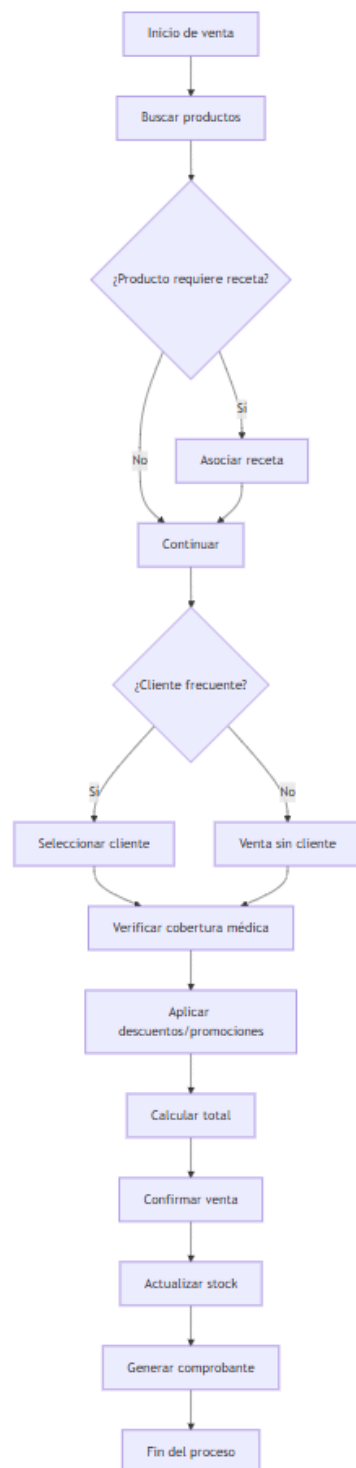 Inicio de venta
Buscar productos
¿Producto requiere receta?
Sí
No
Asociar receta
Continuar
¿Cliente frecuente?
Sí
No
Seleccionar cliente
Venta sin cliente
Verificar cobertura médica
Aplicar
descuentos/promociones
Calcular total
Confirmar venta
Actualizar stock
Generar comprobante
Fin del proceso